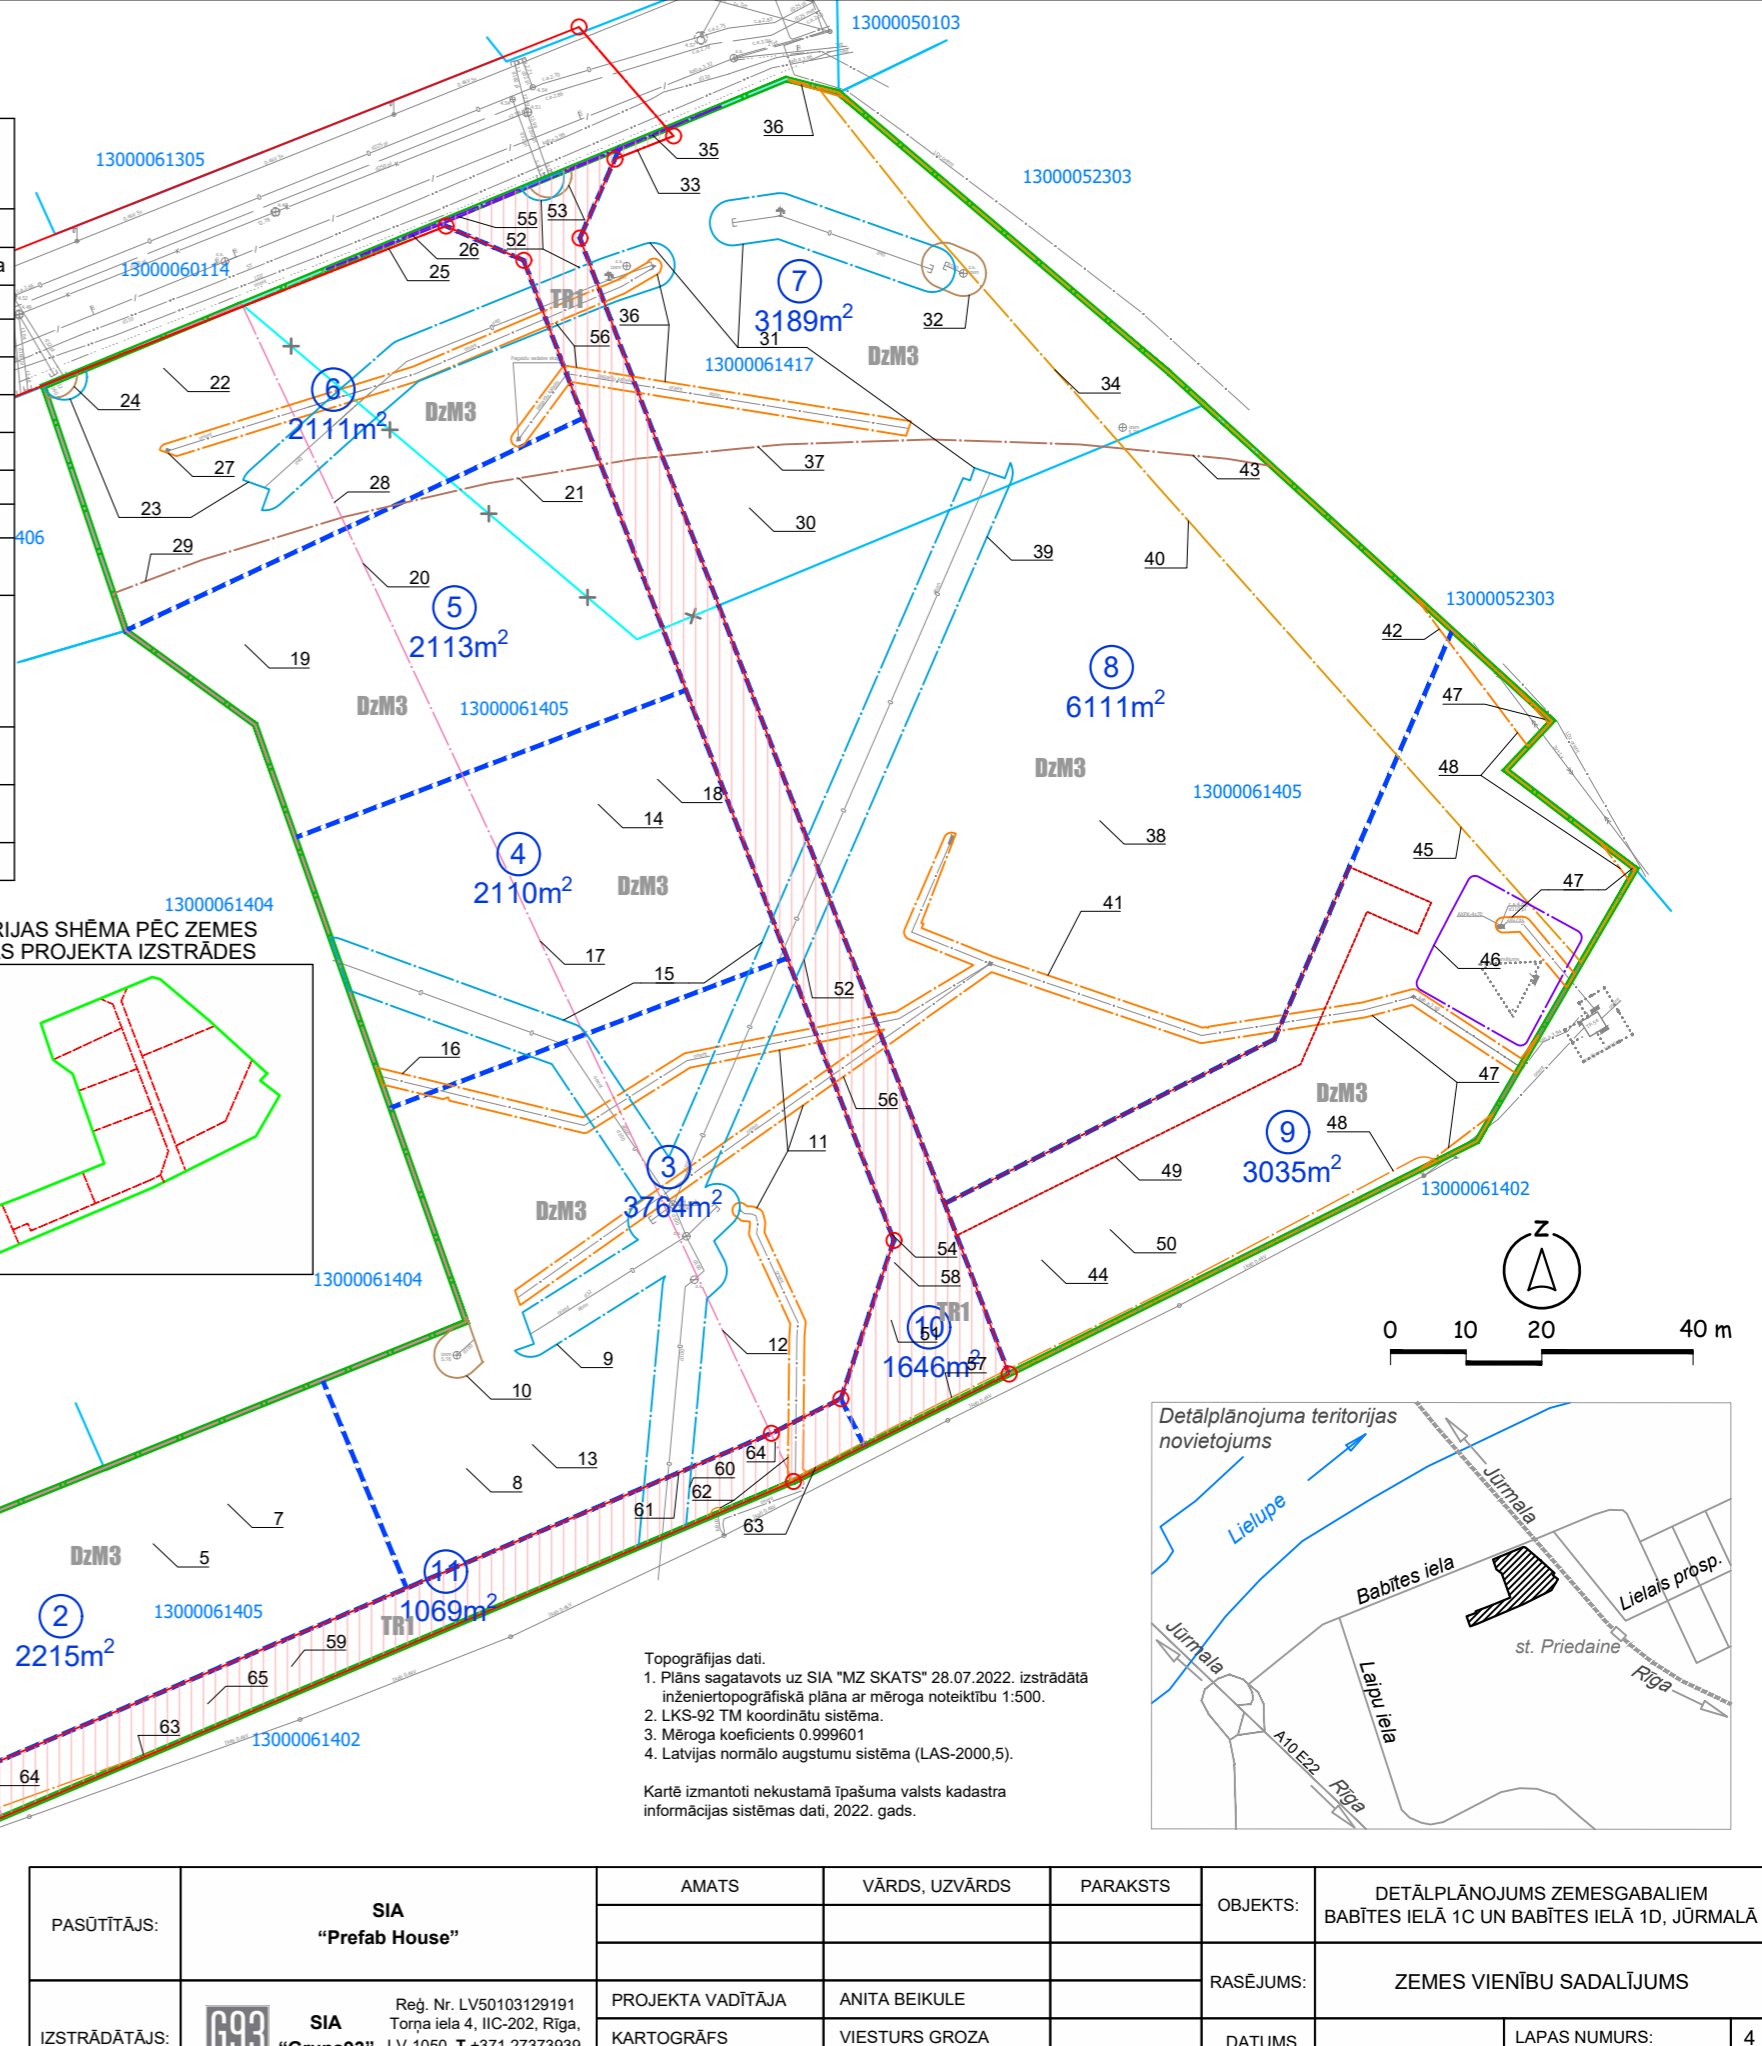 13000050103
36
13000061305
35
13000052303
33
53
55
52
26
25
13000060114
a
TR1
7
3189m²
36
32
56
31
DzM3
13000061417
34
22
24
6
2111m²
DzM3
27
28
23
21
37
43
30
406
29
39
40
20
5
2113m²
13000052303
42
19
8
6111m²
47
DzM3
13000061405
48
DzM3
13000061405
18
14
38
45
4
2110m²
DzM3
47
13000061404
41
RIJAS SHĒMA PĒC ZEMES
S PROJEKTA IZSTRĀDES
17
15
46
52
16
47
56
DzM3
11
9
3035m²
48
3
3764m²
49
13000061402
DzM3
Z
54
50
58
44
13000061404
TR1
10
51
1646m²
57
0 10 20 40 m
12
9
10
13
64
60
62
61
63
8
7
5
DzM3
11
1069m²
TR1
2
2215m²
13000061405
59
65
63
13000061402
64
Detālplānojuma teritorijas
novietojums
Jūrmala
Lielupe
Babītes iela
Lielais prosp.
st. Priedaine
Rīga
Jūrmala
Laipu iela
A10 E22
Rīga
Topogrāfijas dati.
1. Plāns sagatavots uz SIA "MZ SKATS" 28.07.2022. izstrādātā
inženiertopogrāfiskā plāna ar mēroga noteiktību 1:500.
2. LKS-92 TM koordinātu sistēma.
3. Mēroga koeficients 0.999601
4. Latvijas normālo augstumu sistēma (LAS-2000,5).
Kartē izmantoti nekustamā īpašuma valsts kadastra
informācijas sistēmas dati, 2022. gads.
PASŪTĪTĀJS:
SIA
“Prefab House”
AMATS
VĀRDS, UZVĀRDS
PARAKSTS
OBJEKTS:
DETĀLPLĀNOJUMS ZEMESGABALIEM
BABĪTES IELĀ 1C UN BABĪTES IELĀ 1D, JŪRMALĀ
RASĒJUMS:
ZEMES VIENĪBU SADALĪJUMS
IZSTRĀDĀTĀJS:
G93
SIA
Reģ. Nr. LV50103129191
Torņa iela 4, IIC-202, Rīga,
PROJEKTA VADĪTĀJA
ANITA BEIKULE
KARTOGRĀFS
VIESTURS GROZA
DATUMS
LAPAS NUMURS:
4